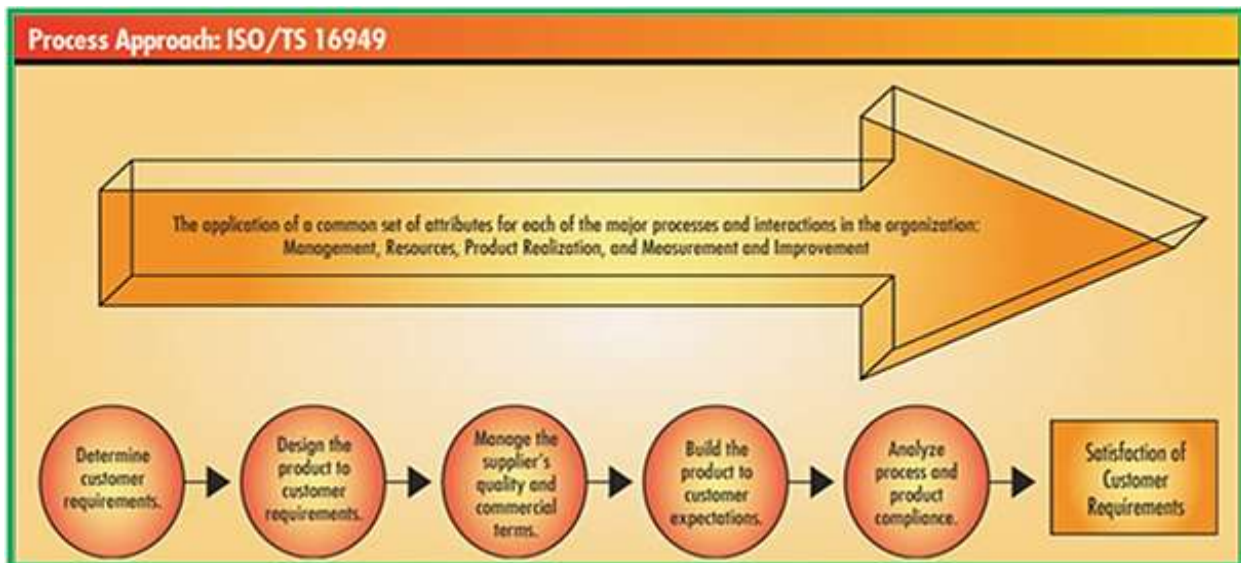 Process Approach: ISO/TS 16949
The application of a common set of attributes for each of the major processes and interactions in the organization:
Management, Resources, Product Realization, and Measurement and Improvement
Determine
customer
requirements.
Design the
product to
customer
requirements.
Manage the
supplier's
quality and
commercial
terms.
Build the
product to
customer
expectations.
Analyze
process and
product
compliance.
Satisfaction of
Customer
Requirements